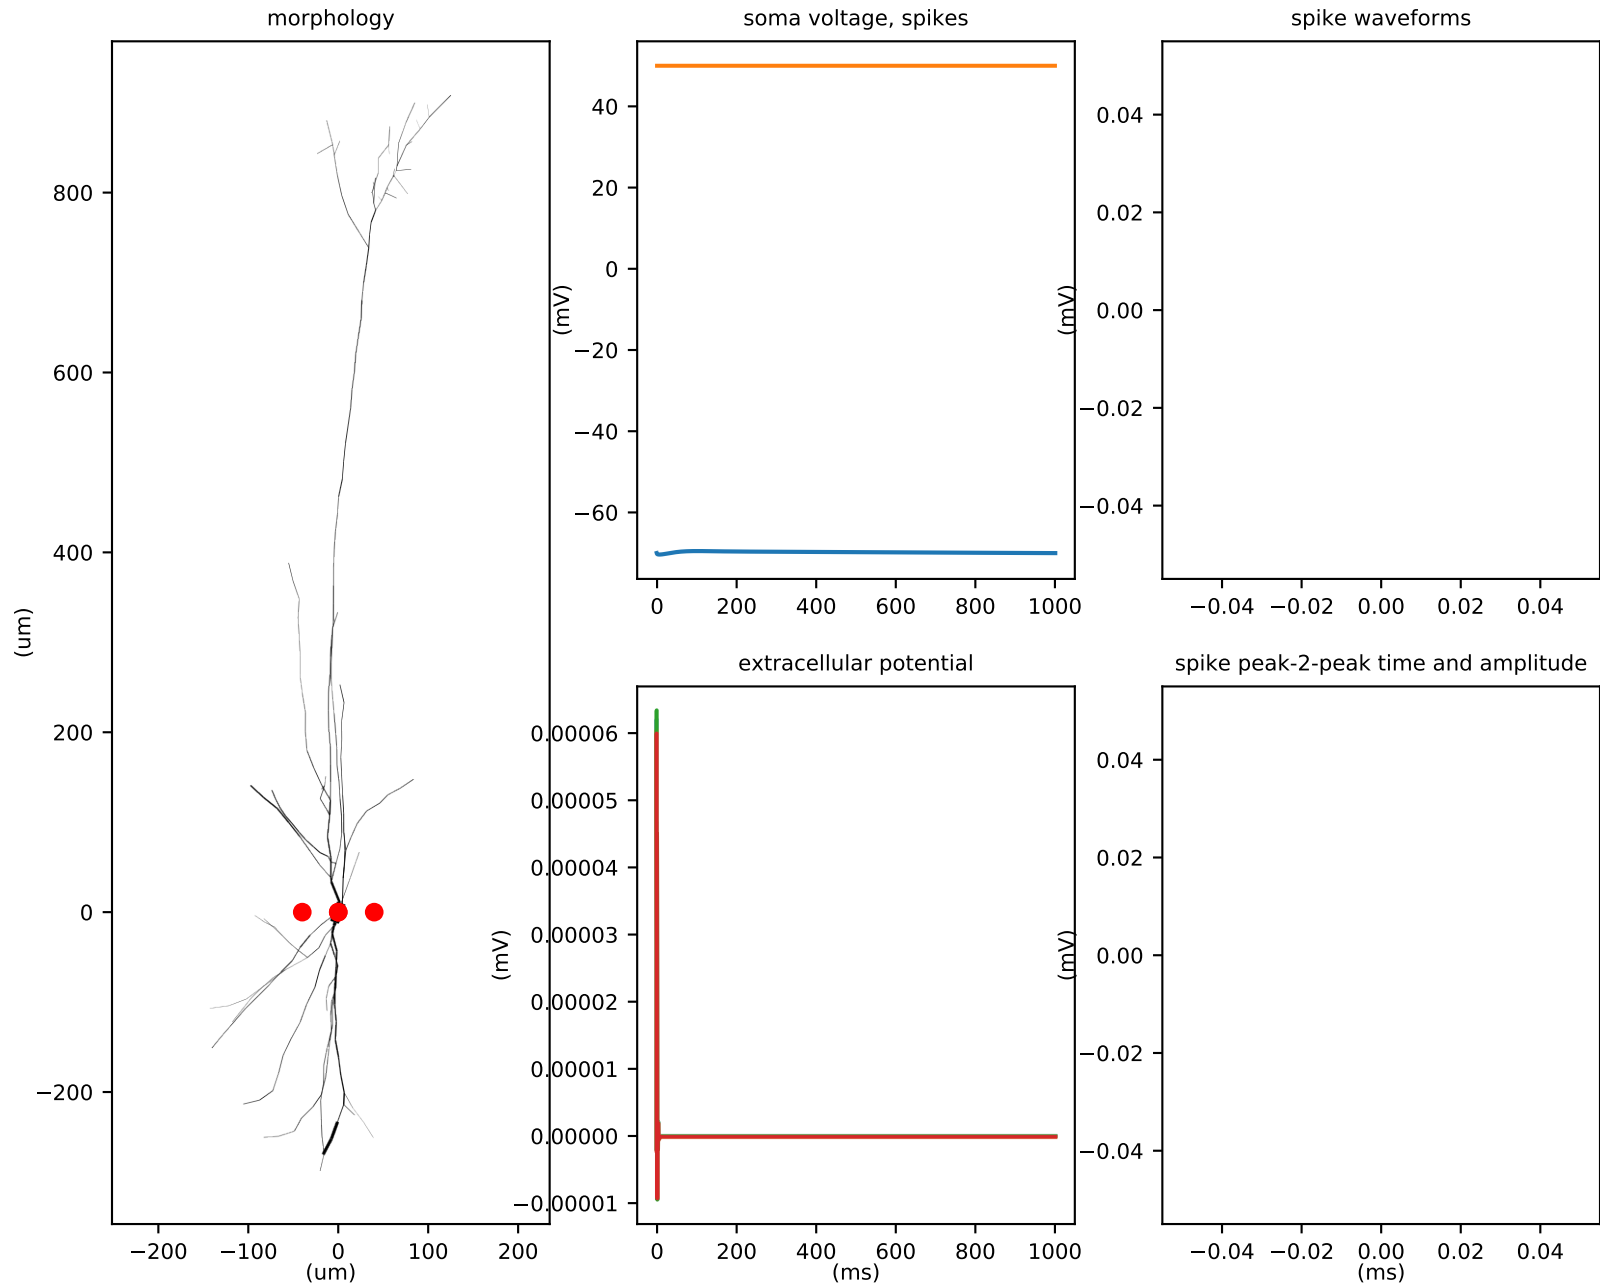 morphology
800
600
400
200
0
−200
(um)
−200 −100 0 100 200
(um)
soma voltage, spikes
40
20
0
−20
−40
−60
(mV)
0 200 400 600 800 1000
spike waveforms
0.04
0.02
0.00
−0.02
−0.04
(mV)
−0.04 −0.02 0.00 0.02 0.04
extracellular potential
0.00006
0.00005
0.00004
0.00003
0.00002
0.00001
0.00000
−0.00001
(mV)
0 200 400 600 800 1000
(ms)
spike peak-2-peak time and amplitude
0.04
0.02
0.00
−0.02
−0.04
(mV)
−0.04 −0.02 0.00 0.02 0.04
(ms)